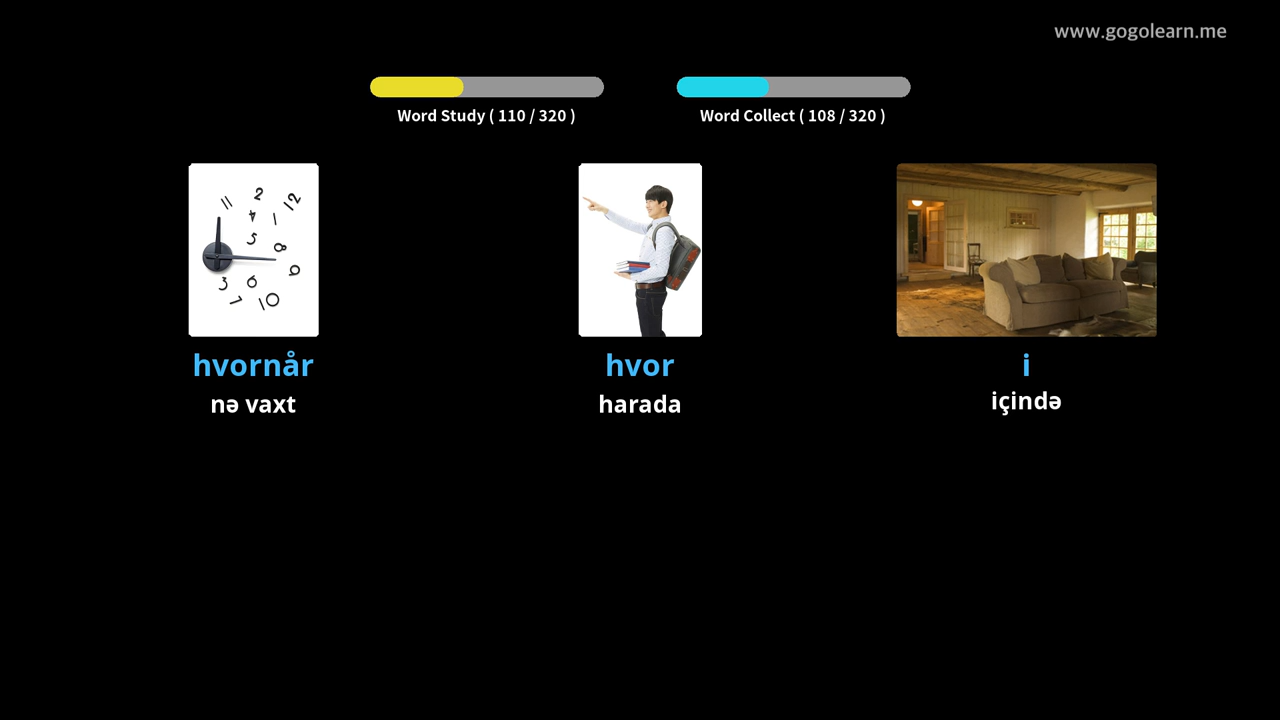 www.gogolearn.me
Word Study ( 110 / 320 )
Word Collect ( 108 / 320 )
hvornår
nə vaxt
hvor
harada
i
içində